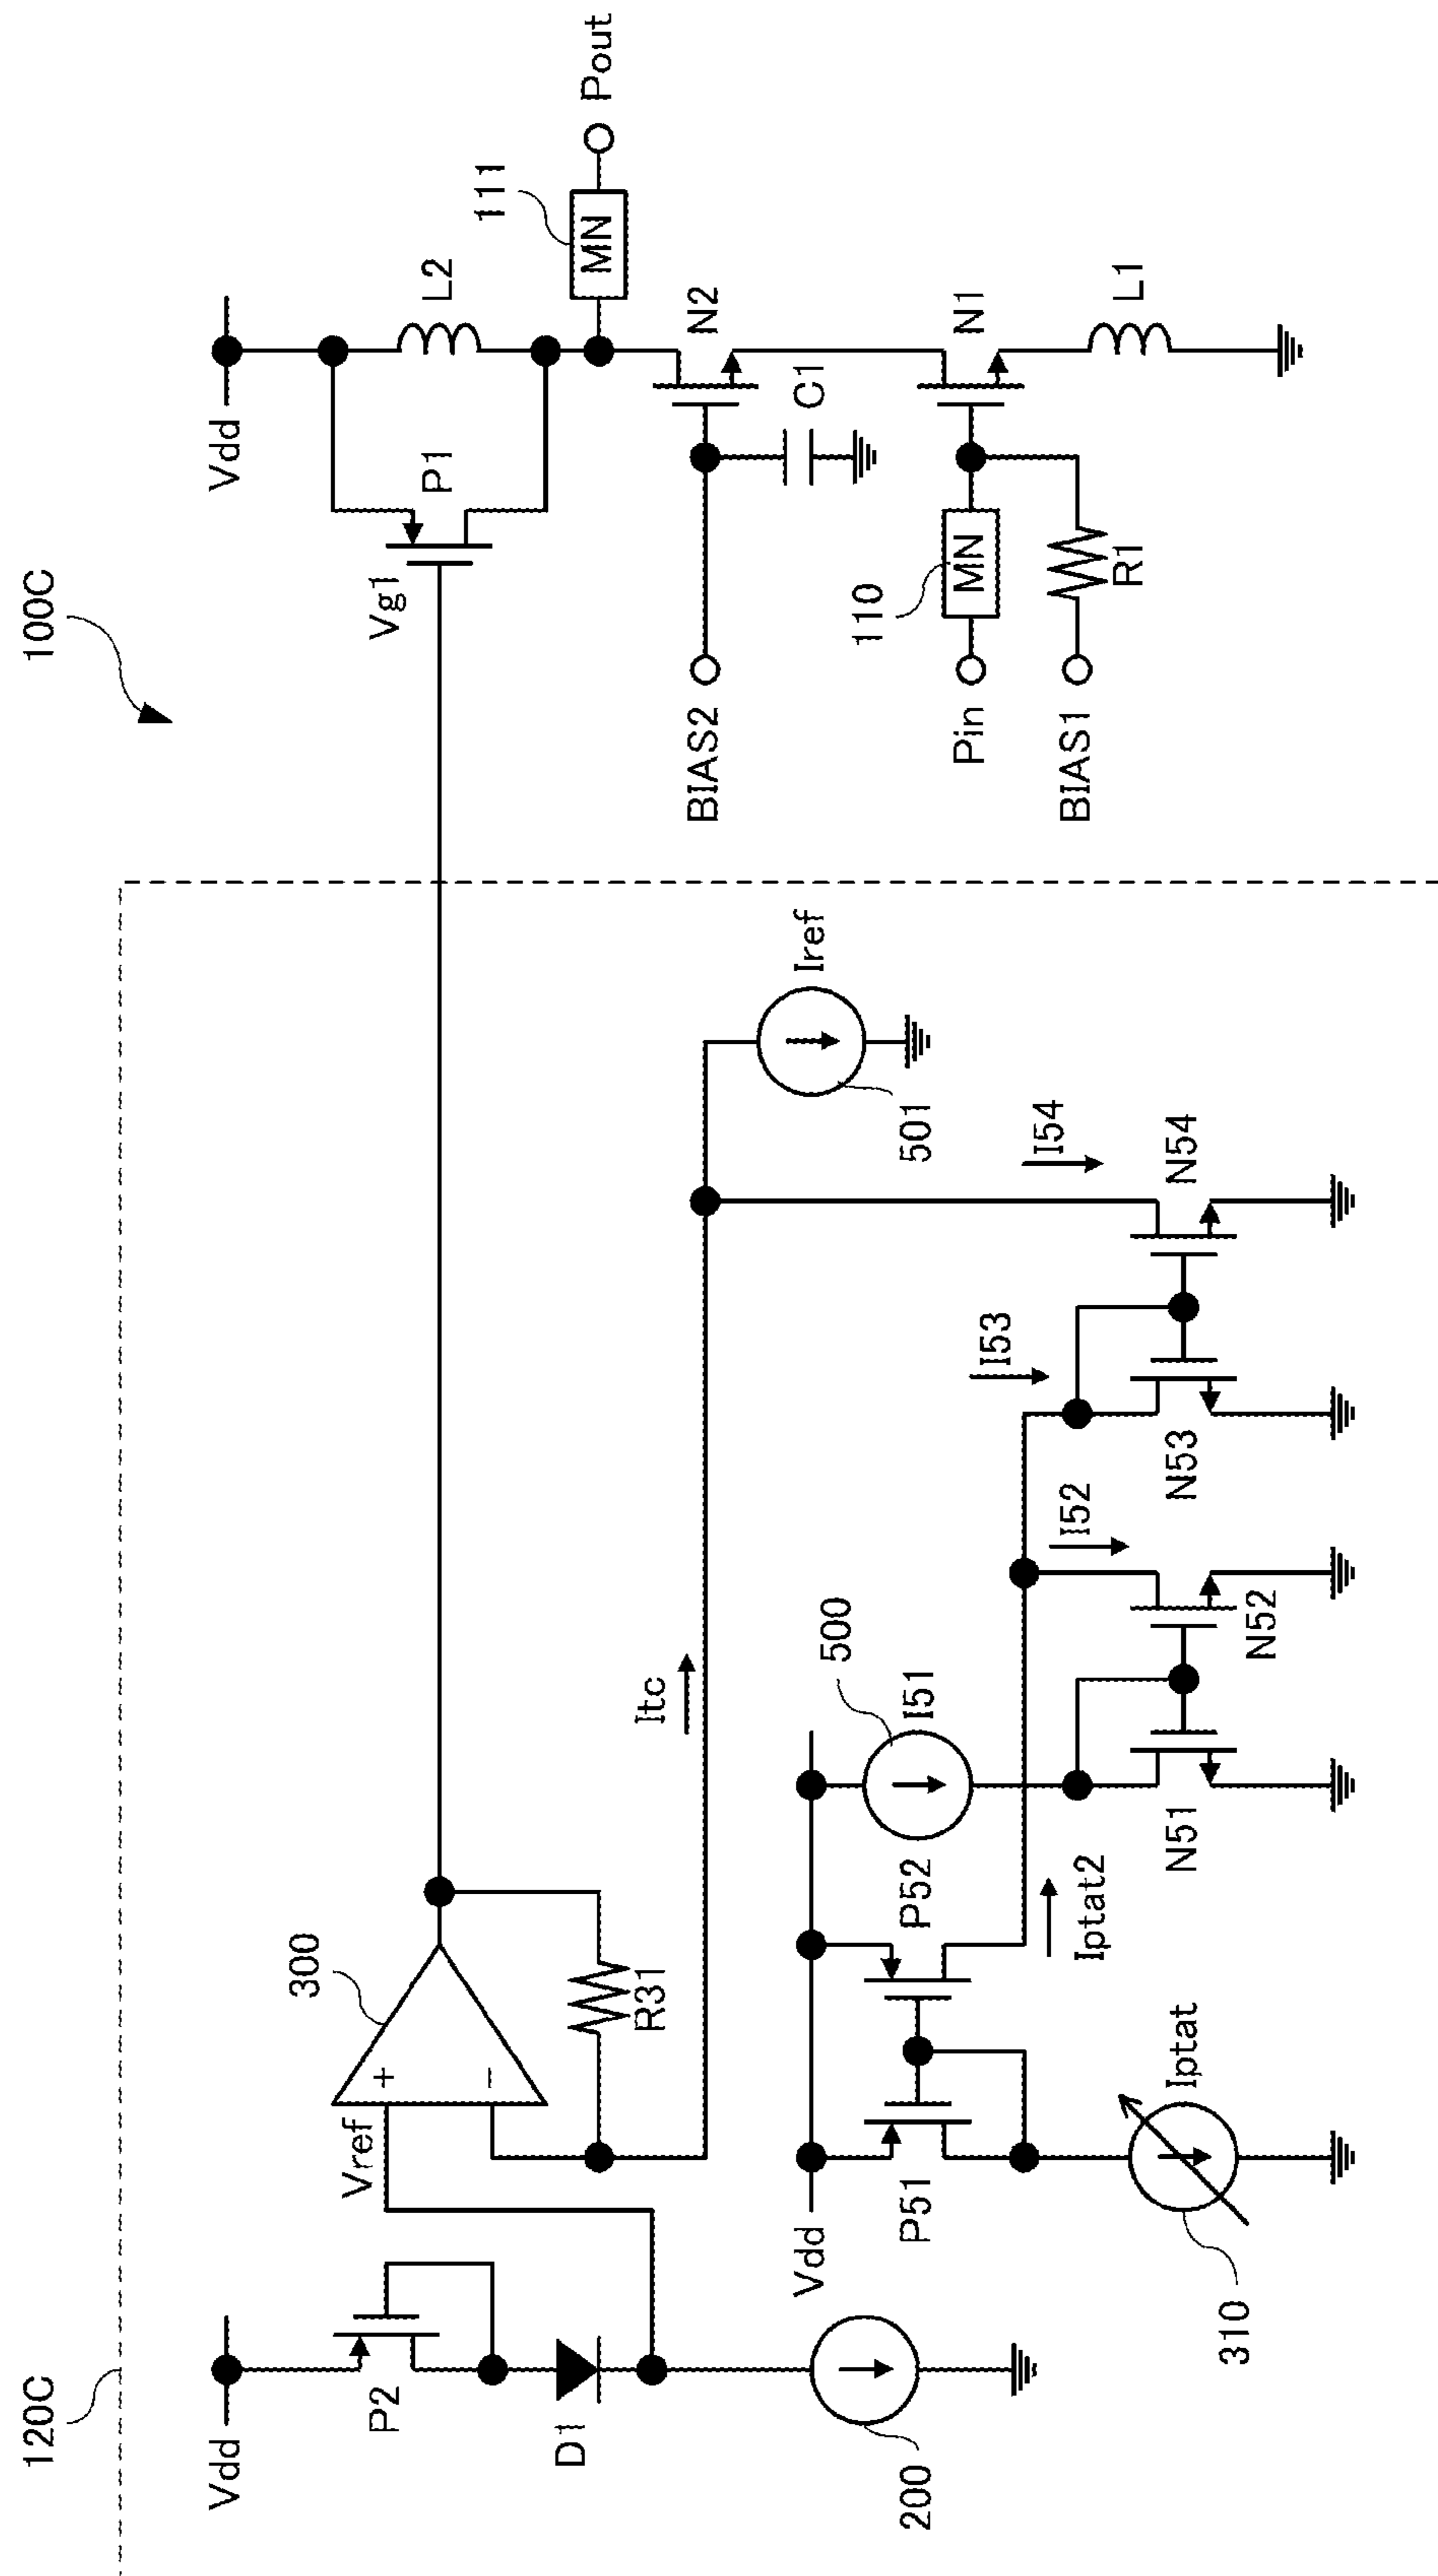 100C
120C
Vdd
P2
D1
200
Vref
+
−
300
R31
Vg1
P1
Vdd
L2
111
MN
Pout
N2
C1
BIAS2
110
MN
Pin
N1
BIAS1
R1
L1
Itc
Iref
501
Vdd
P51
P52
500
I51
Iptat2
Iptat
310
N51
I52
N52
I53
N53
I54
N54